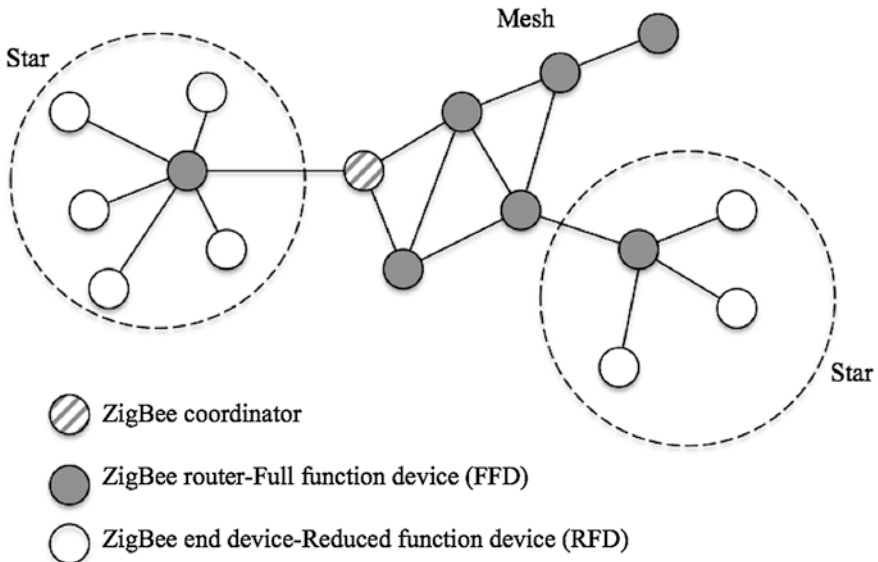 Mesh
Star
Star
ZigBee coordinator
ZigBee router-Full function device (FFD)
ZigBee end device-Reduced function device (RFD)